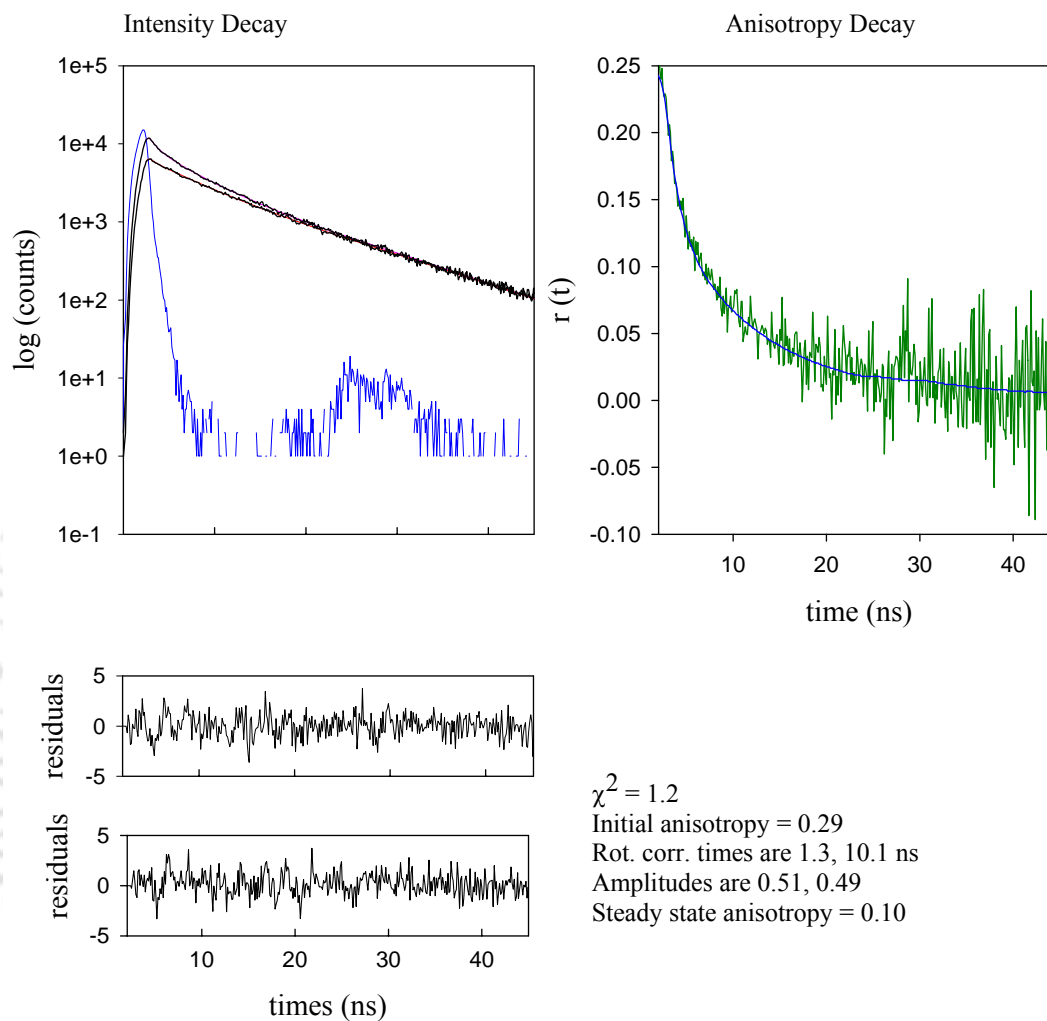 Intensity Decay
Anisotropy Decay
log (counts)
1e+5
1e+4
1e+3
1e+2
1e+1
1e+0
1e-1
r (t)
0.25
0.20
0.15
0.10
0.05
0.00
-0.05
-0.10
10 20 30 40
time (ns)
residuals
5
0
-5
residuals
5
0
-5
10 20 30 40
times (ns)
χ2 = 1.2
Initial anisotropy = 0.29
Rot. corr. times are 1.3, 10.1 ns
Amplitudes are 0.51, 0.49
Steady state anisotropy = 0.10